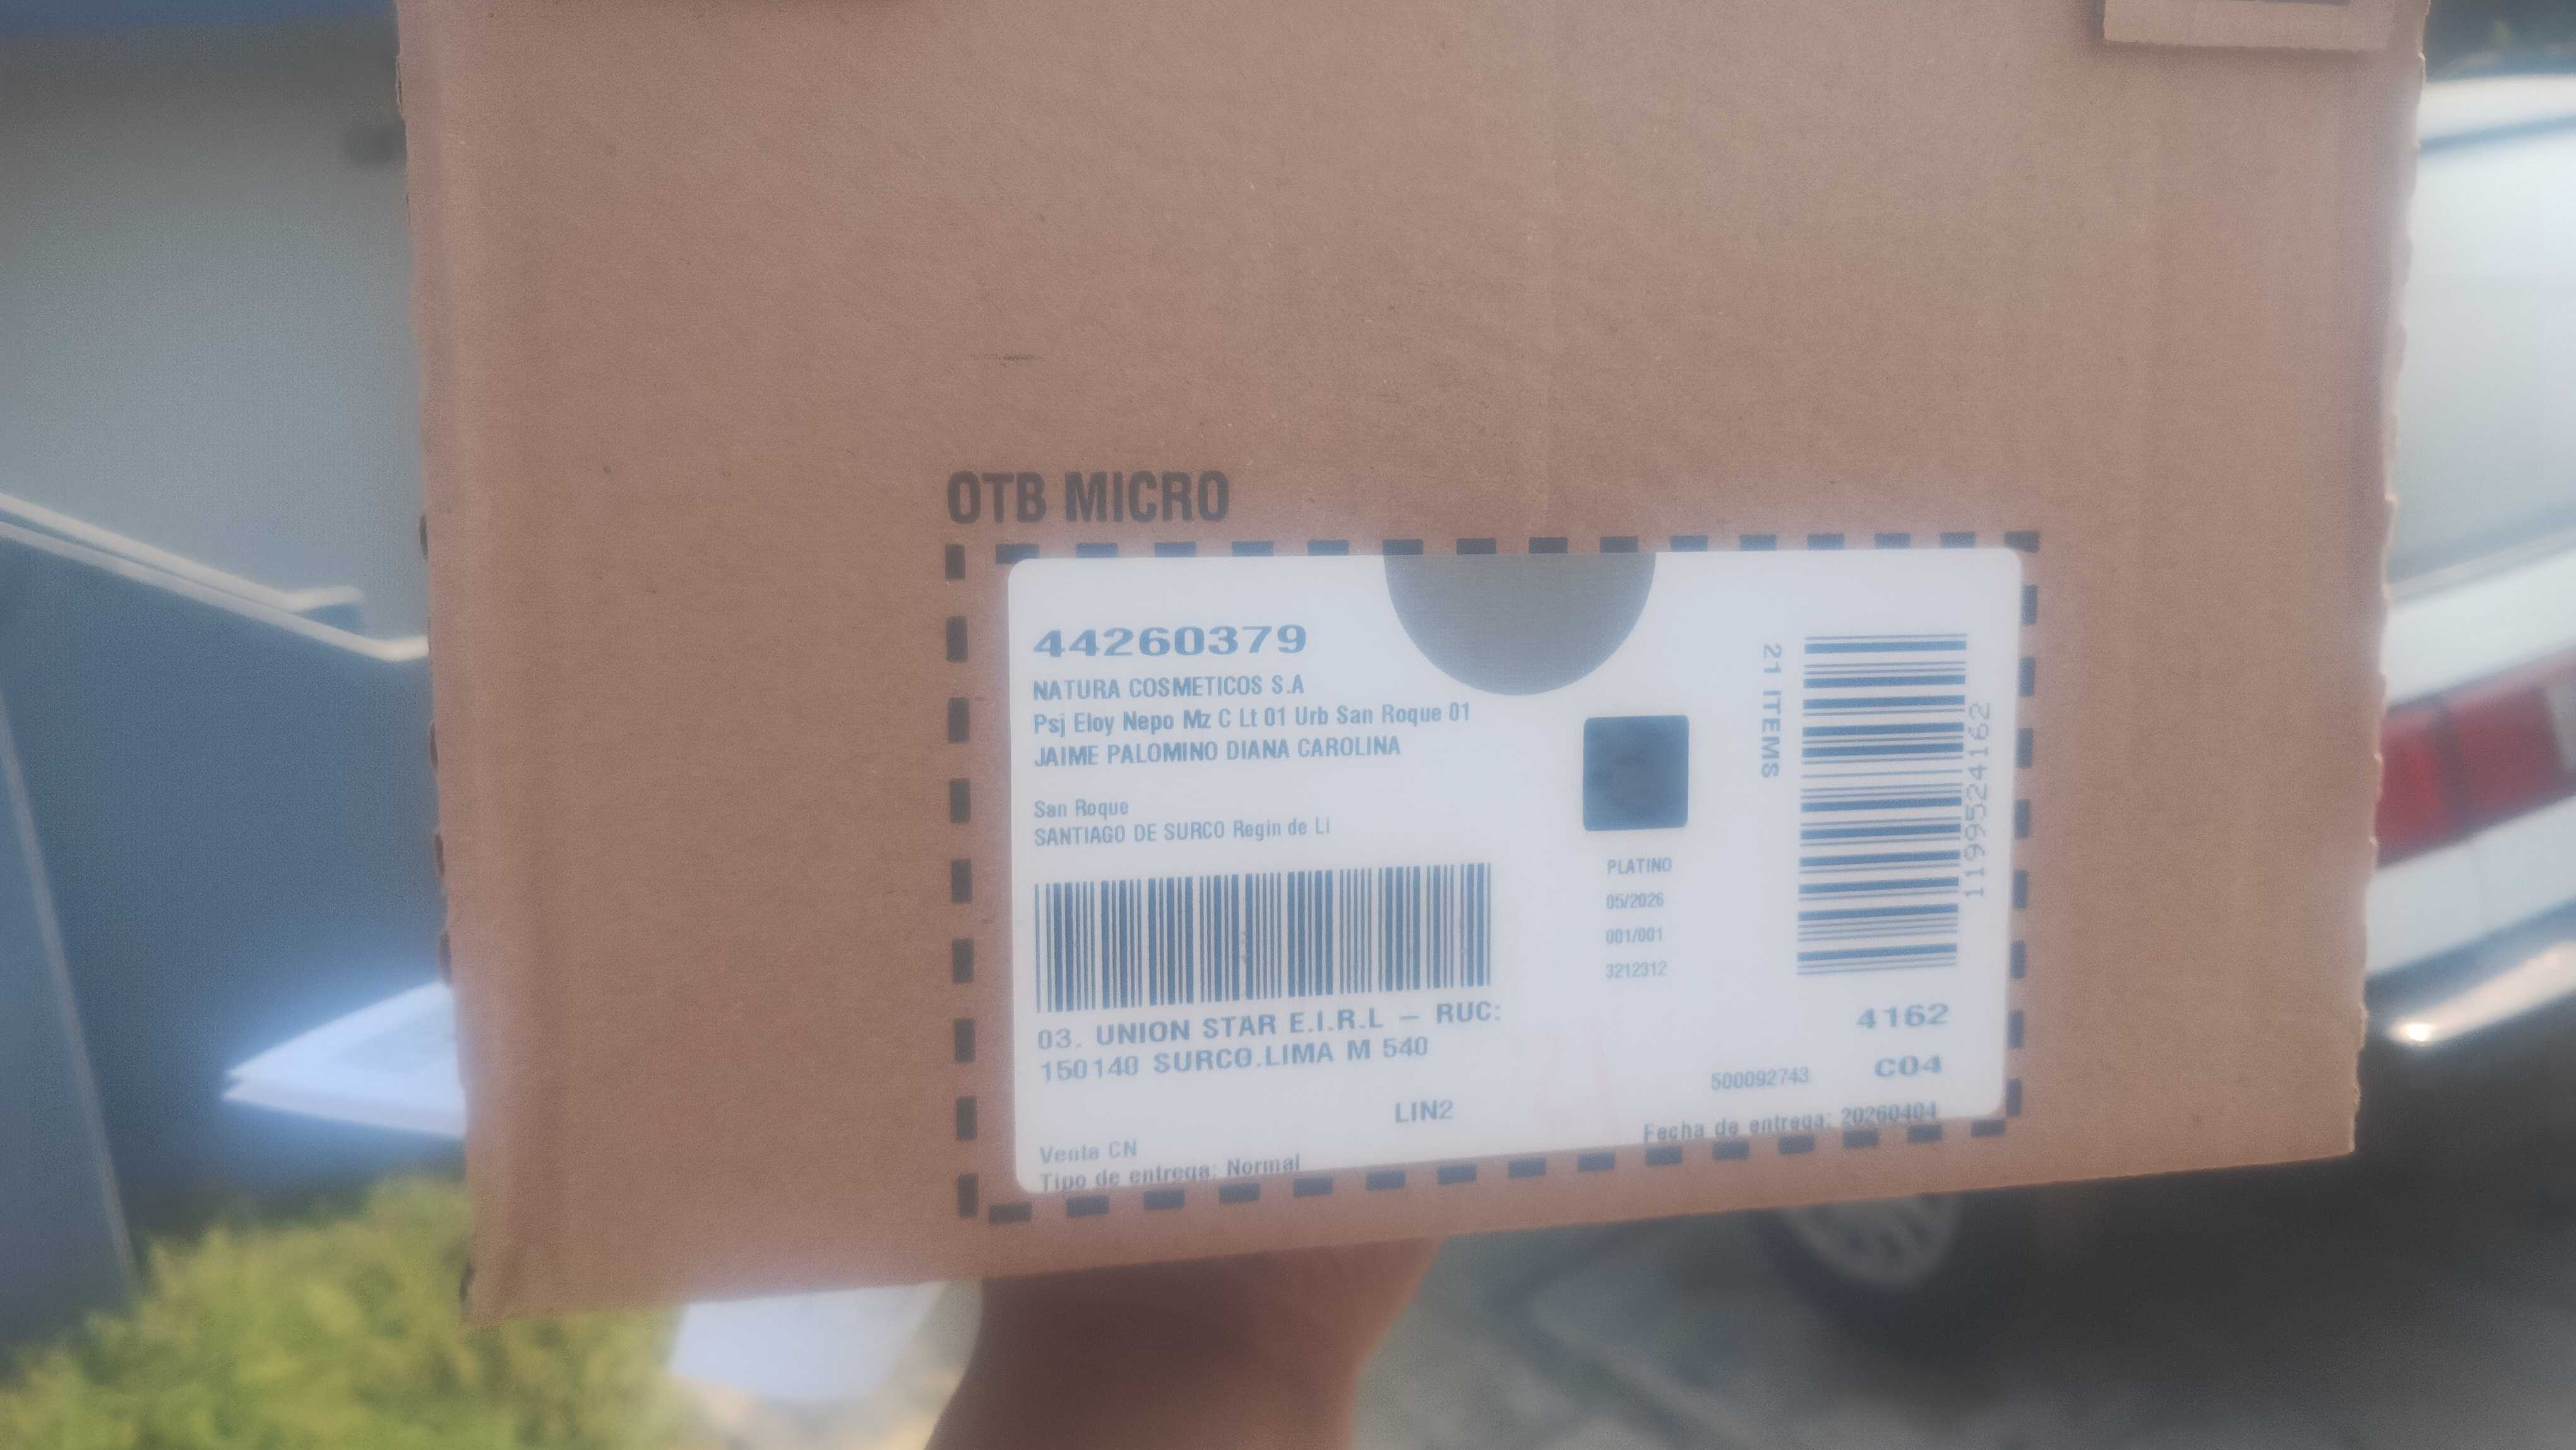 OTB MICRO
44260379
NATURA COSMETICOS S.A
Psj Eloy Nepo Mz C Lt 01 Urb San Roque 01
JAIME PALOMINO DIANA CAROLINA
San Roque
SANTIAGO DE SURCO Regin de Li
03. UNION STAR E.I.R.L – RUC:
150140 SURCO.LIMA M 540
LIN2
Venta CN
Tipo de entrega: Normal
PLATINO
05/2026
001/001
3212312
21 ITEMS
1199524162
4162
C04
500092743
Fecha de entrega: 20260404